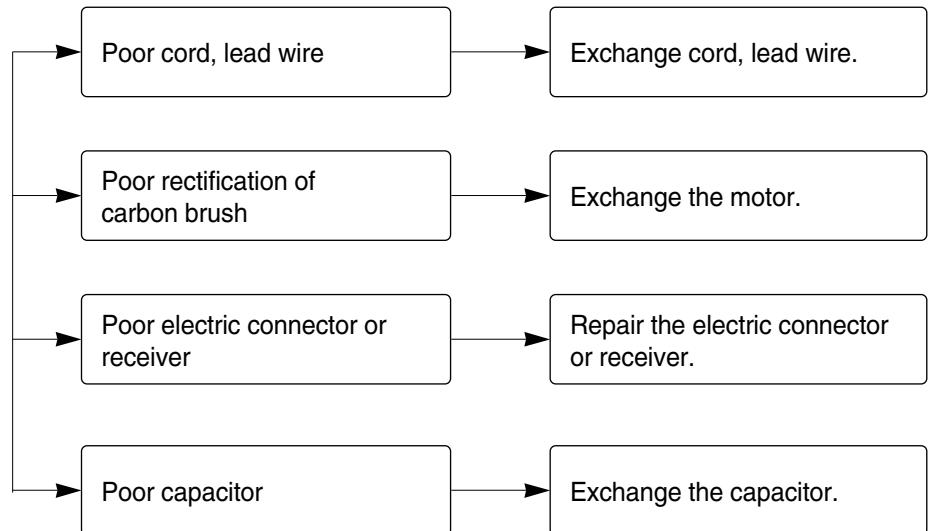 Poor cord, lead wire
Exchange cord, lead wire.
Poor rectification of
carbon brush
Exchange the motor.
Poor electric connector or
receiver
Repair the electric connector
or receiver.
Poor capacitor
Exchange the capacitor.